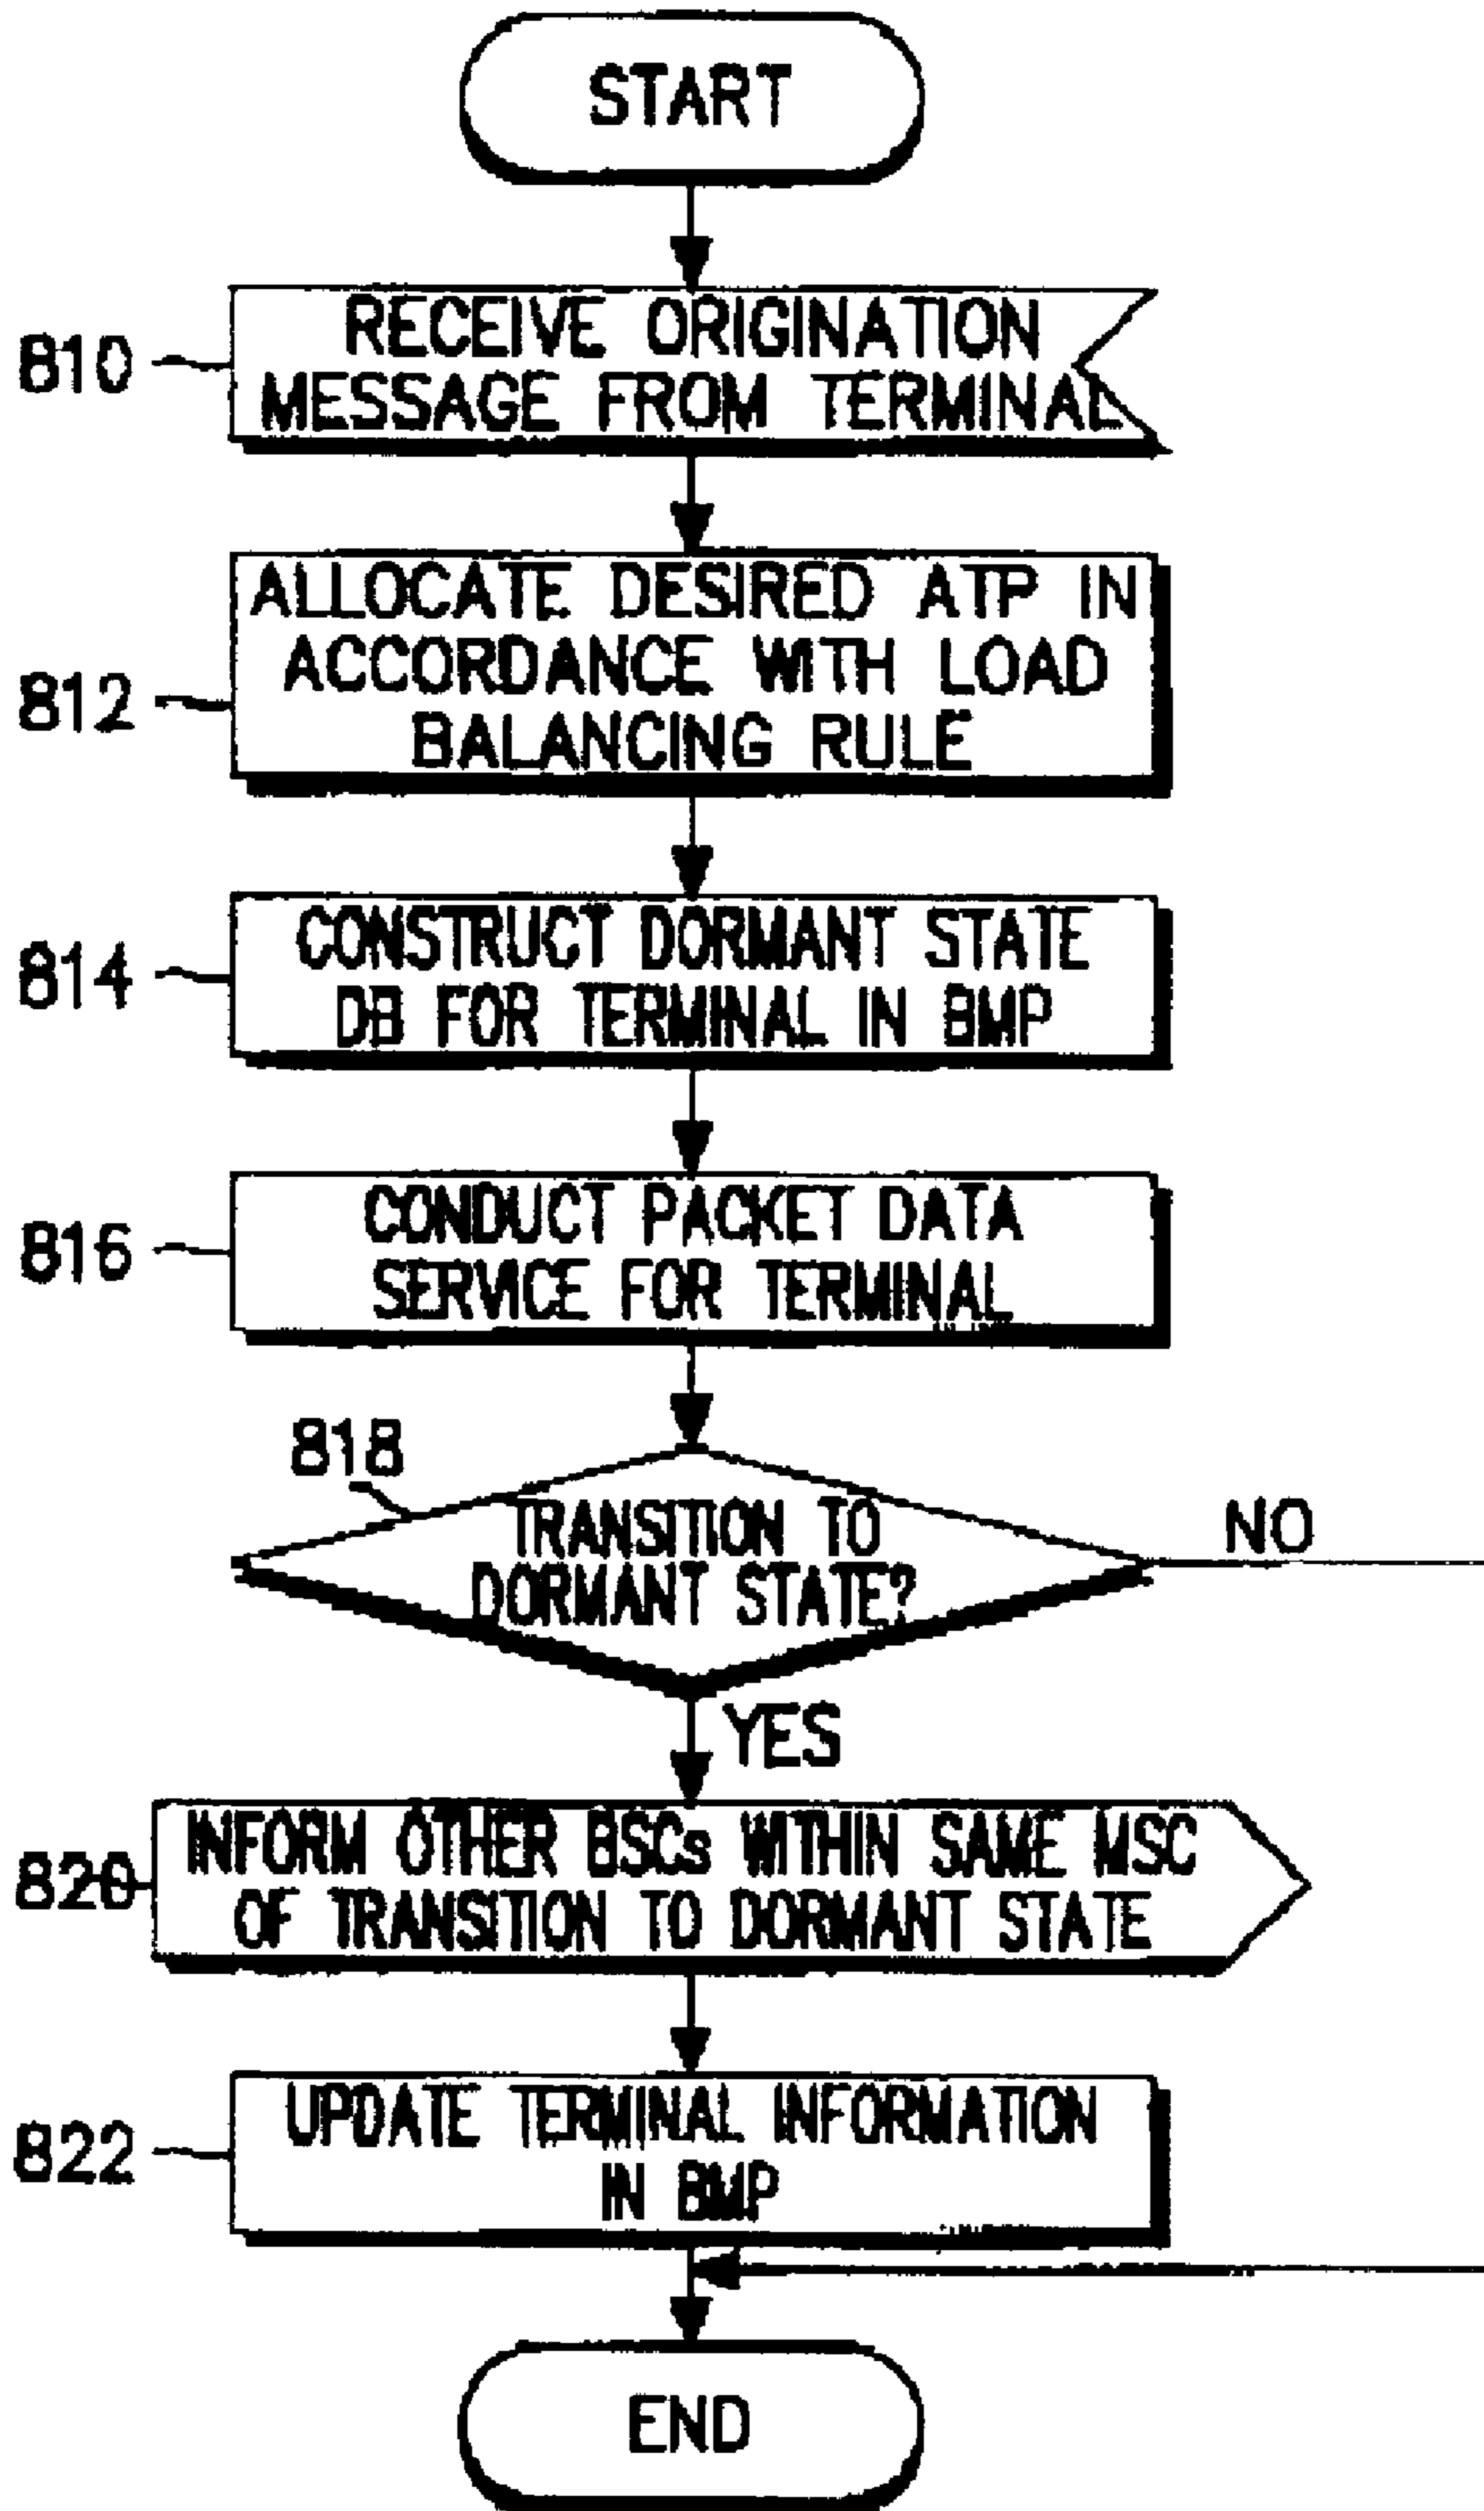 START
810
RECEIVE ORIGINATION
MESSAGE FROM TERMINAL
812
ALLOCATE DESIRED ATP IN
ACCORDANCE WITH LOAD
BALANCING RULE
814
CONSTRUCT DORMANT STATE
DB FOR TERMINAL IN BMP
816
CONDUCT PACKET DATA
SERVICE FOR TERMINAL
818
TRANSITION TO
DORMANT STATE?
NO
YES
820
INFORM OTHER BSCs WITHIN SAME MSC
OF TRANSITION TO DORMANT STATE
822
UPDATE TERMINAL INFORMATION
IN BMP
END